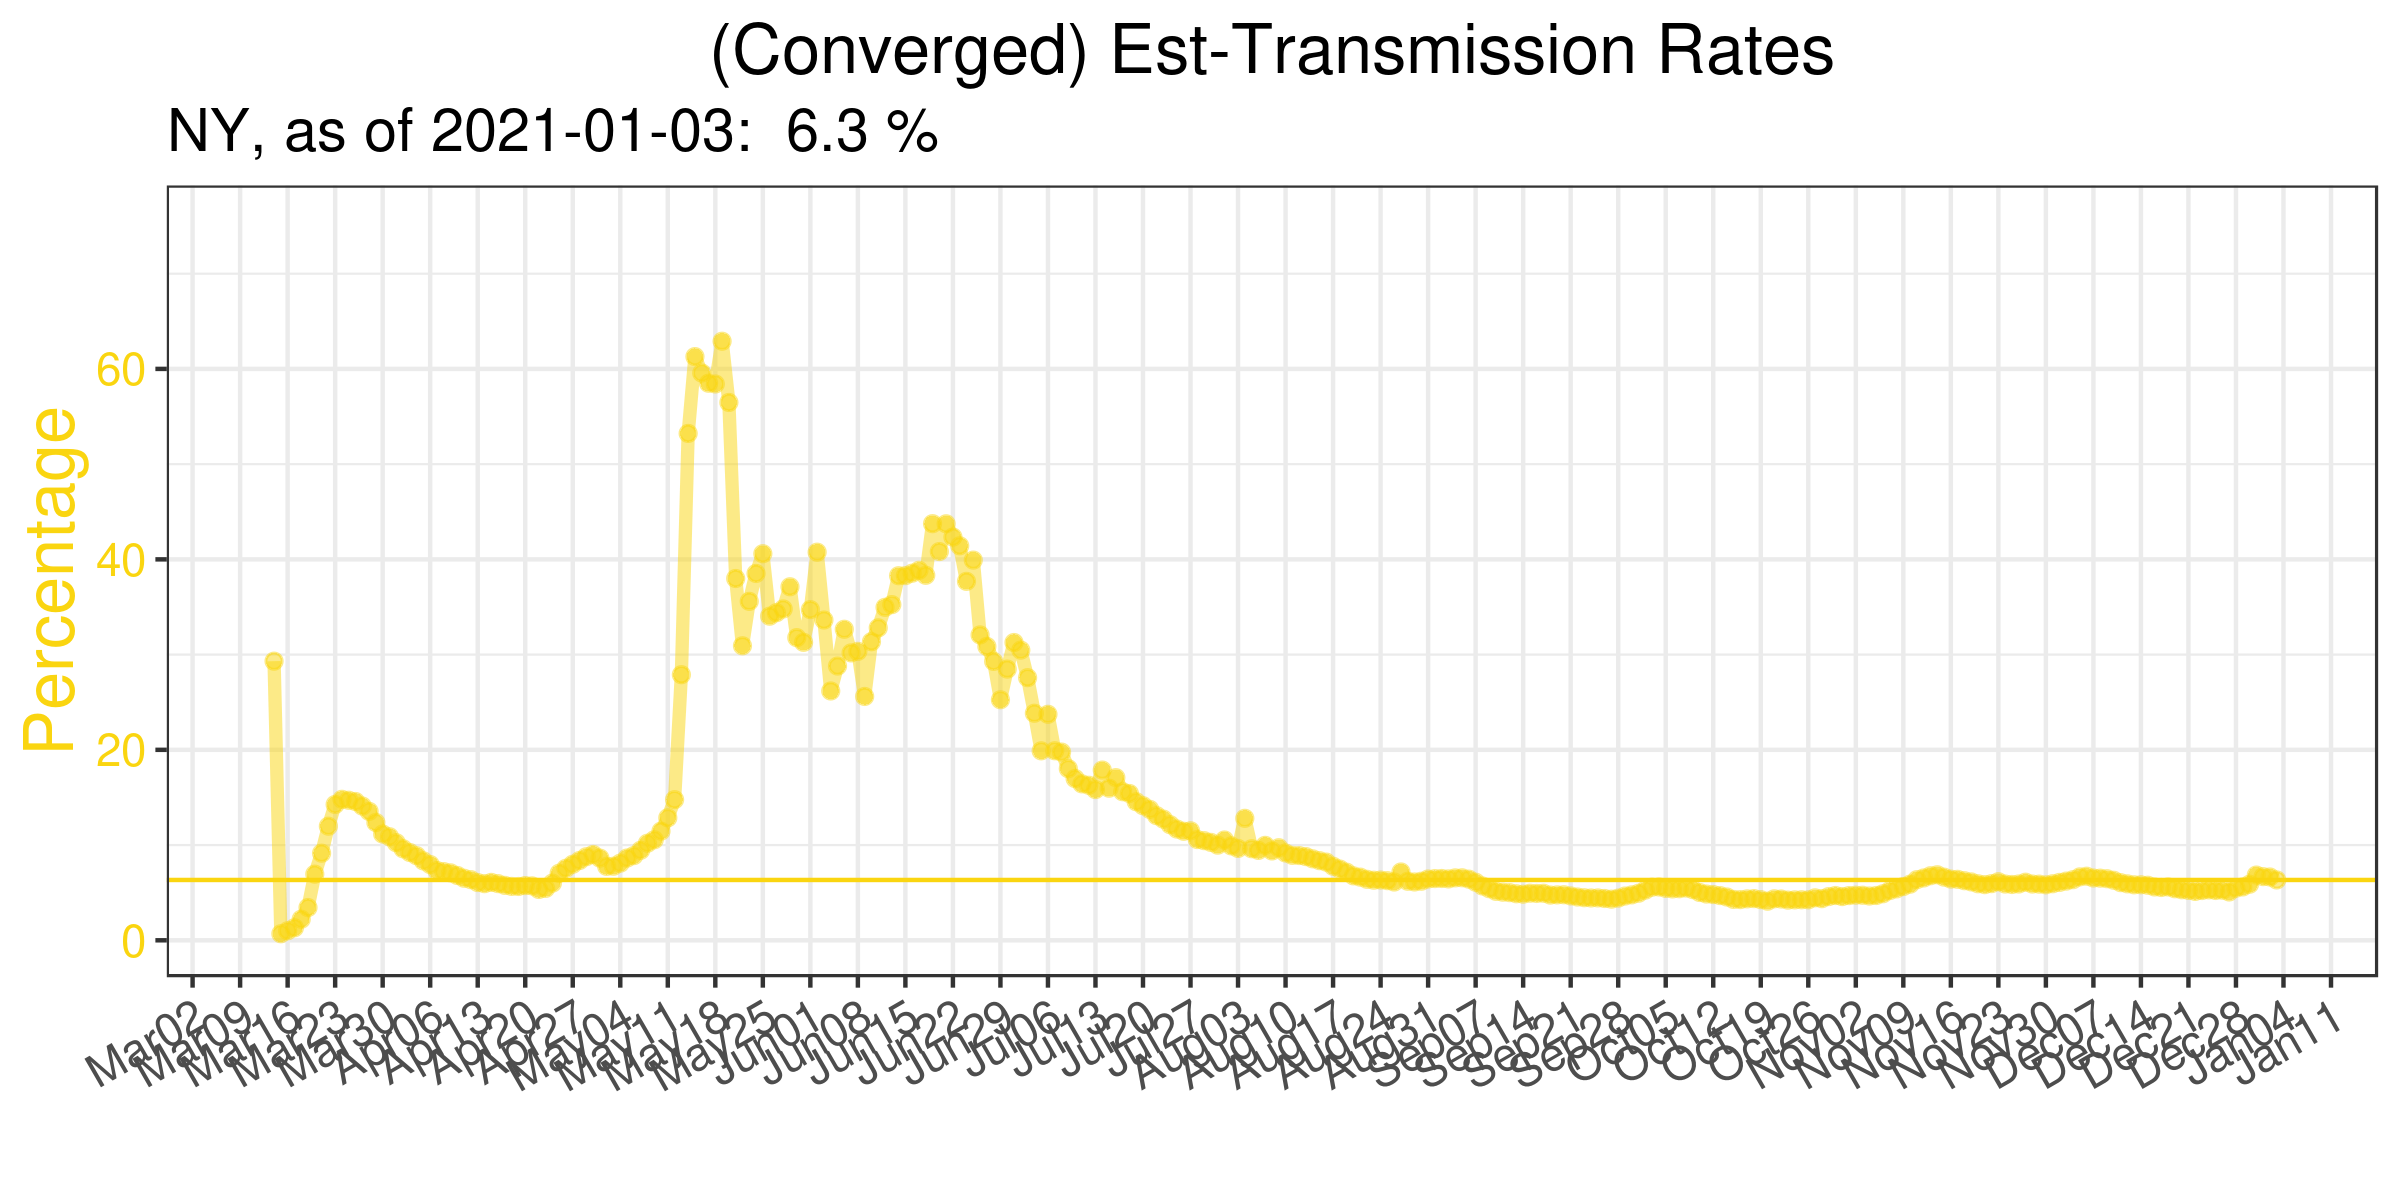 (Converged) Est-Transmission Rates
NY, as of 2021-01-03:  6.3 %
Percentage
60
40
20
0
Mar02
Mar09
Mar16
Mar23
Mar30
Apr06
Apr13
Apr20
Apr27
May04
May11
May18
May25
Jun01
Jun08
Jun15
Jun22
Jun29
Jul06
Jul13
Jul20
Jul27
Aug03
Aug10
Aug17
Aug24
Aug31
Sep07
Sep14
Sep21
Sep28
Oct05
Oct12
Oct19
Oct26
Nov02
Nov09
Nov16
Nov23
Nov30
Dec07
Dec14
Dec21
Dec28
Jan04
Jan11